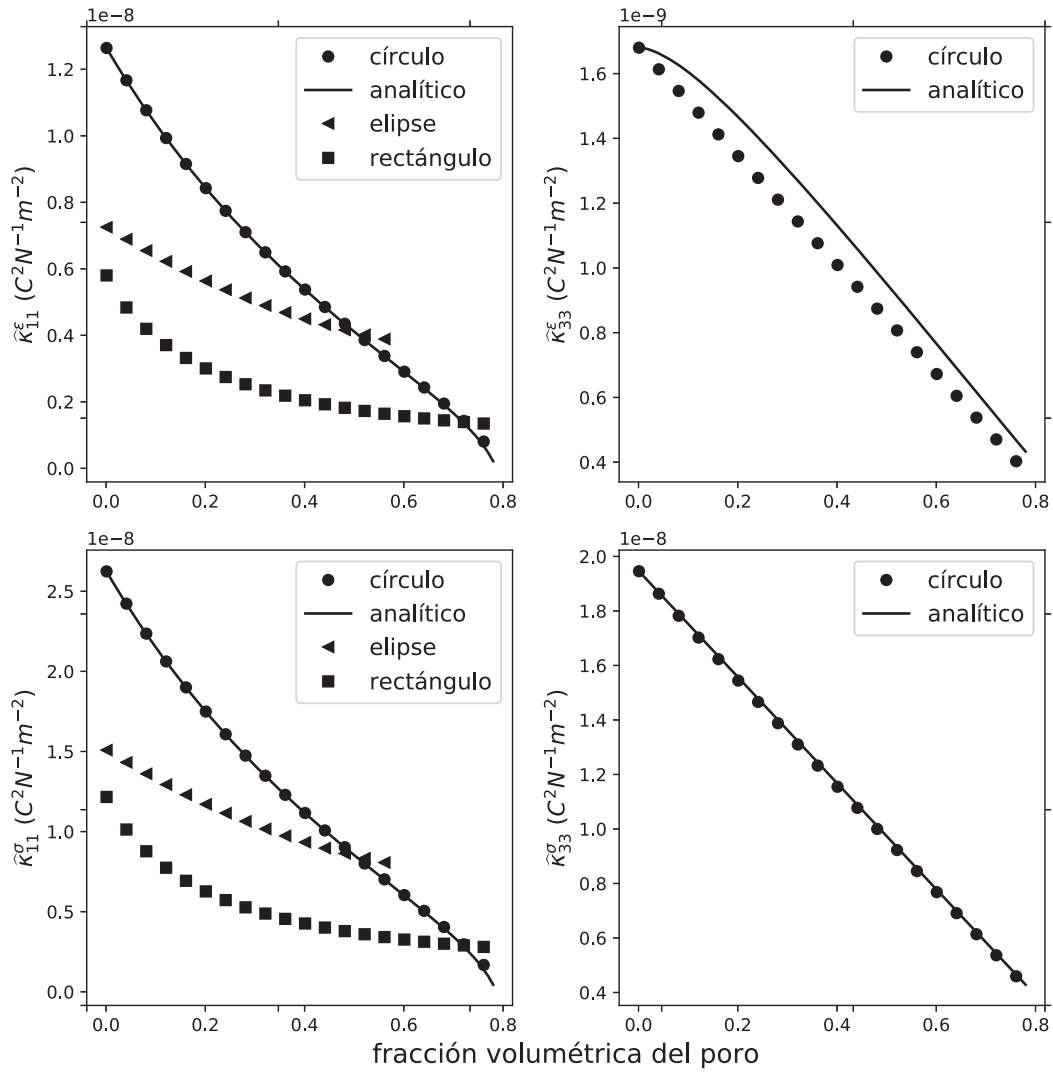 1e−8
círculo
analítico
elipse
rectángulo
κ̂₁₁^ε (C²N⁻¹m⁻²)
1.2
1.0
0.8
0.6
0.4
0.2
0.0
0.0 0.2 0.4 0.6 0.8
1e−9
círculo
analítico
κ̂₃₃^ε (C²N⁻¹m⁻²)
1.6
1.4
1.2
1.0
0.8
0.6
0.4
0.0 0.2 0.4 0.6 0.8
1e−8
círculo
analítico
elipse
rectángulo
κ̂₁₁^σ (C²N⁻¹m⁻²)
2.5
2.0
1.5
1.0
0.5
0.0
0.0 0.2 0.4 0.6 0.8
1e−8
círculo
analítico
κ̂₃₃^σ (C²N⁻¹m⁻²)
2.0
1.8
1.6
1.4
1.2
1.0
0.8
0.6
0.4
0.0 0.2 0.4 0.6 0.8
fracción volumétrica del poro